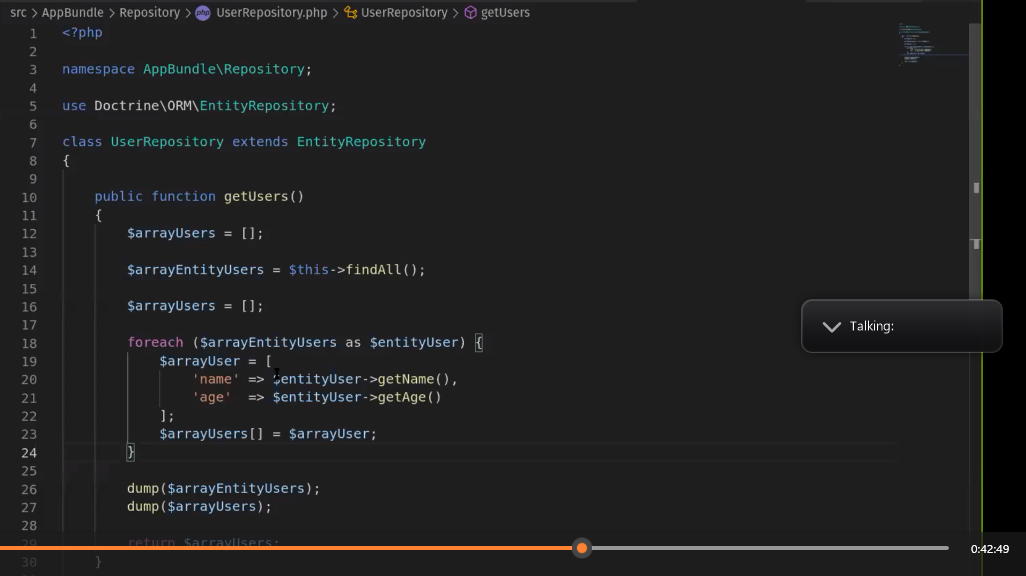 src > AppBundle > Repository > php UserRepository.php > UserRepository > getUsers
1 <?php
2
3 namespace AppBundle\Repository;
4
5 use Doctrine\ORM\EntityRepository;
6
7 class UserRepository extends EntityRepository
8 {
9
10 public function getUsers()
11 {
12 $arrayUsers = [];
13
14 $arrayEntityUsers = $this->findAll();
15
16 $arrayUsers = [];
17
18 foreach ($arrayEntityUsers as $entityUser) {
19 $arrayUser = [
20 'name' => $entityUser->getName(),
21 'age' => $entityUser->getAge()
22 ];
23 $arrayUsers[] = $arrayUser;
24 }
25
26 dump($arrayEntityUsers);
27 dump($arrayUsers);
28
29 return $arrayUsers;
30 }
Talking:
0:42:49